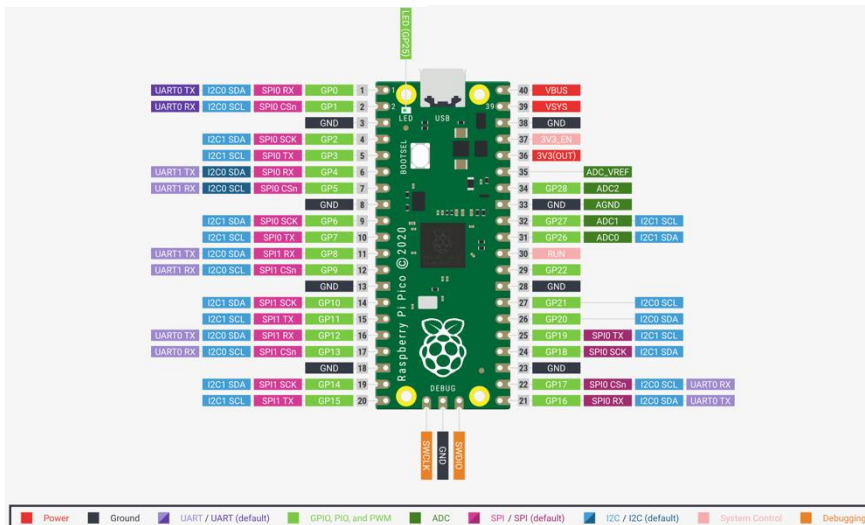 LED (GP25)
UART0 TX I2C0 SDA SPI0 RX GP0 1 1 40 VBUS
UART0 RX I2C0 SCL SPI0 CSn GP1 2 2 LED USB 39 39 VSYS
GND 3 38 GND
I2C1 SDA SPI0 SCK GP2 4 37 3V3_EN
I2C1 SCL SPI0 TX GP3 5 BOOTSEL 36 3V3(OUT)
UART1 TX I2C0 SDA SPI0 RX GP4 6 35 ADC_VREF
UART1 RX I2C0 SCL SPI0 CSn GP5 7 34 GP28 ADC2
GND 8 33 GND AGND
I2C1 SDA SPI0 SCK GP6 9 32 GP27 ADC1 I2C1 SCL
I2C1 SCL SPI0 TX GP7 10 31 GP26 ADC0 I2C1 SDA
UART1 TX I2C0 SDA SPI1 RX GP8 11 30 RUN
UART1 RX I2C0 SCL SPI1 CSn GP9 12 29 GP22
GND 13 28 GND
I2C1 SDA SPI1 SCK GP10 14 27 GP21 I2C0 SCL
I2C1 SCL SPI1 TX GP11 15 26 GP20 I2C0 SDA
UART0 TX I2C0 SDA SPI1 RX GP12 16 25 GP19 SPI0 TX I2C1 SCL
UART0 RX I2C0 SCL SPI1 CSn GP13 17 24 GP18 SPI0 SCK I2C1 SDA
GND 18 23 GND
I2C1 SDA SPI1 SCK GP14 19 22 GP17 SPI0 CSn I2C0 SCL UART0 RX
I2C1 SCL SPI1 TX GP15 20 21 GP16 SPI0 RX I2C0 SDA UART0 TX
Raspberry Pi Pico © 2020
DEBUG
SWCLK GND SWDIO
Power Ground UART / UART (default) GPIO, PIO, and PWM ADC SPI / SPI (default) I2C / I2C (default) System Control Debugging